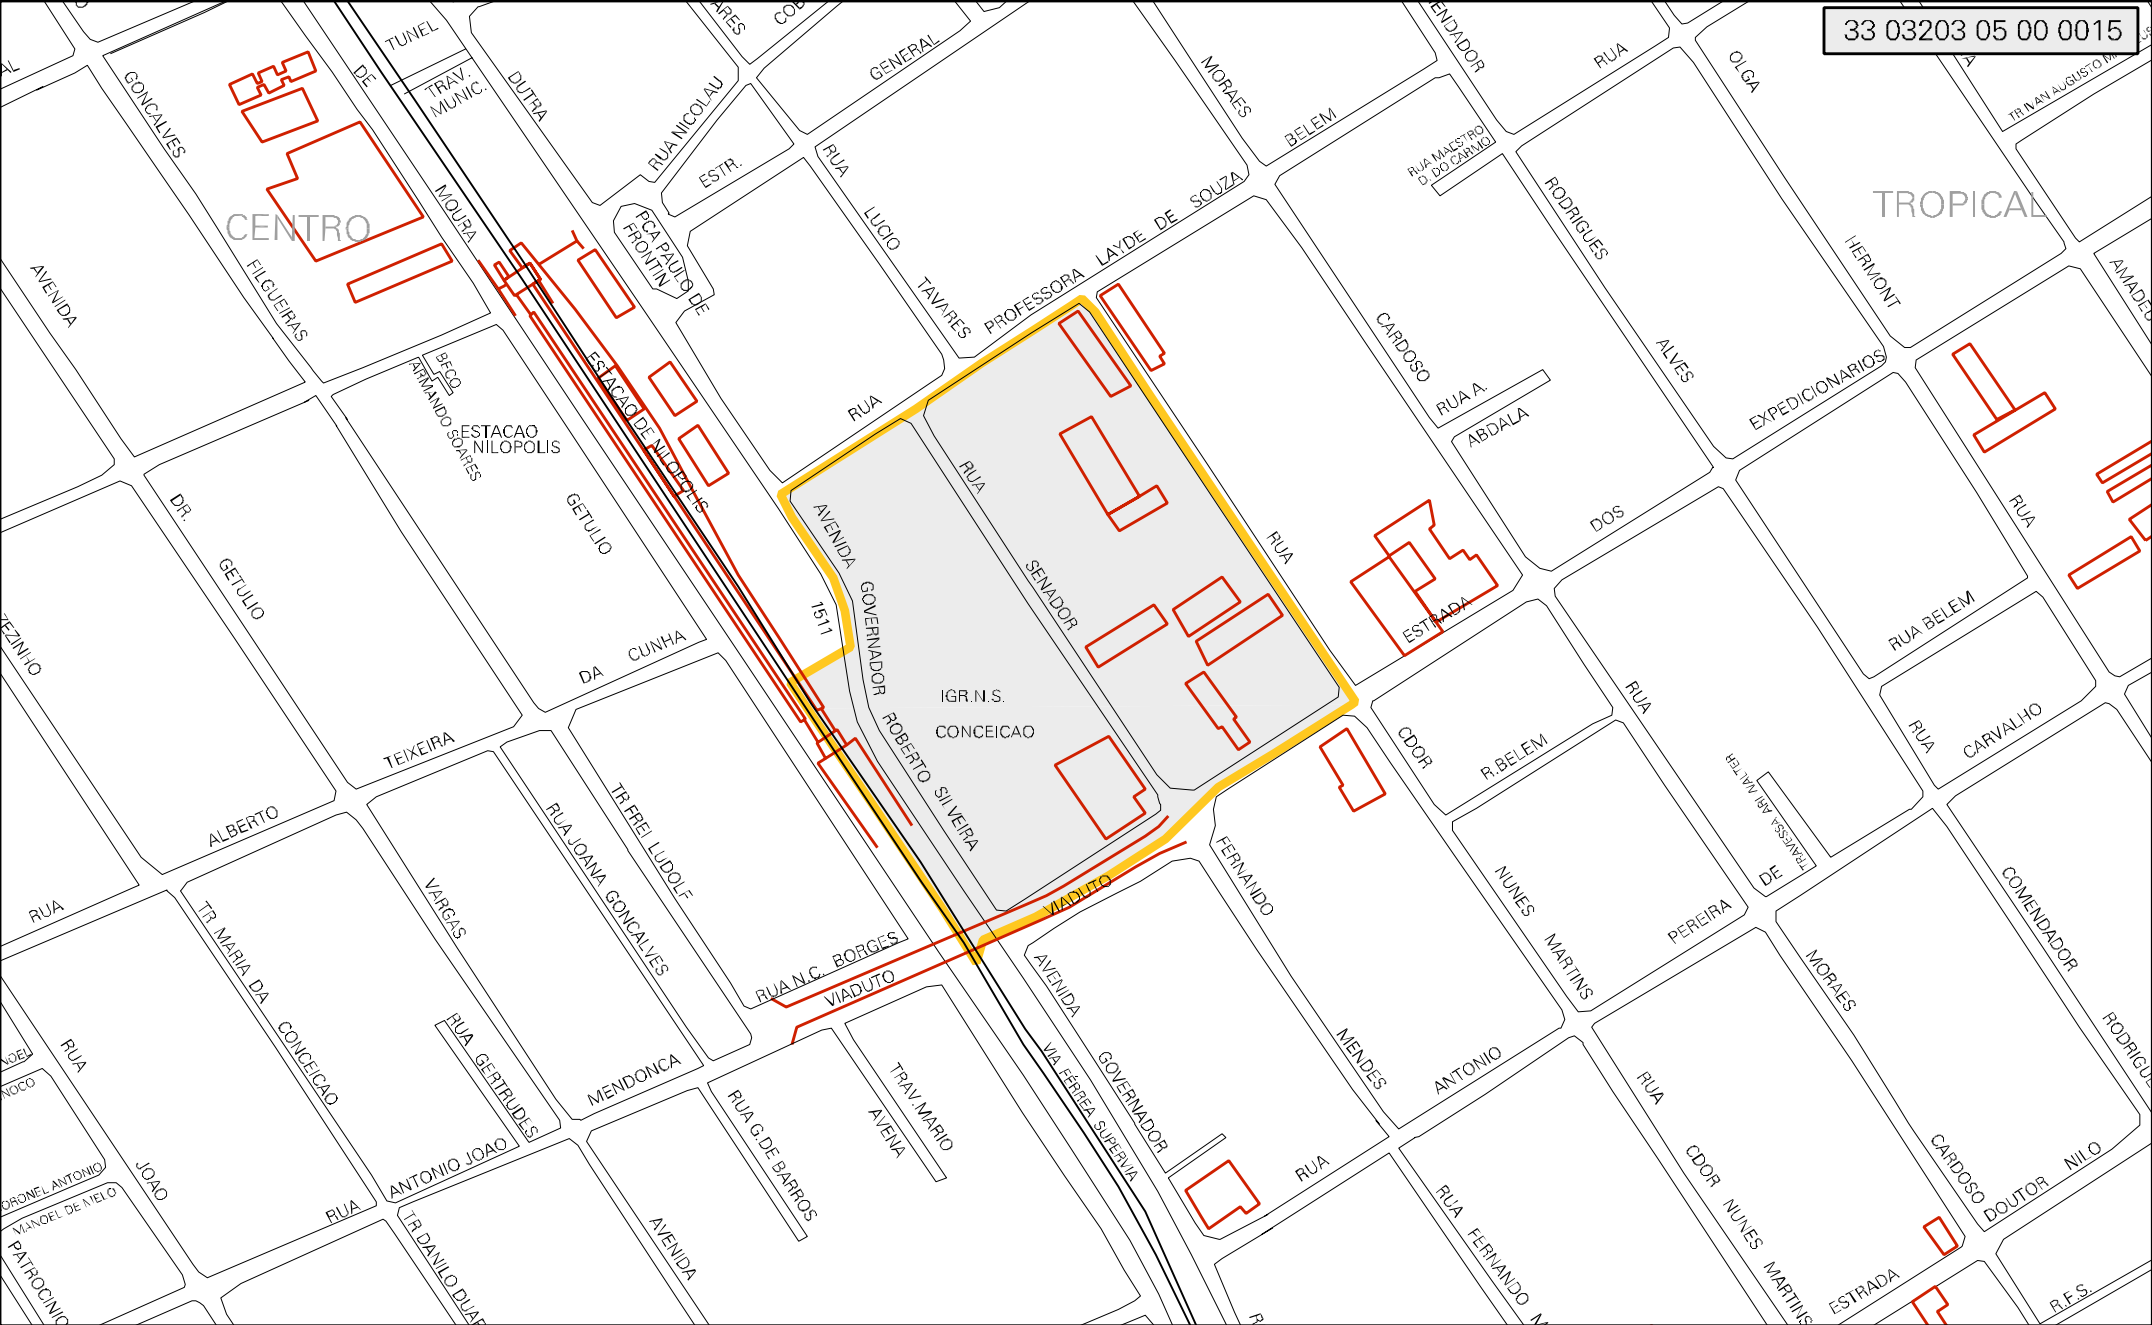 33 03203 05 00 0015
TUNEL
TRAV.
MUNIC.
DE
DUTRA
GENERAL
MORAES
RUA
OLGA
GONCALVES
RUA NICOLAU
ESTR.
RUA
BELEM
RUA MAESTRO
D. DO CARMO
RODRIGUES
TROPICAL
CENTRO
MOURA
PCA PAULO DE
FRONTIN
LUCIO
TAVARES
PROFESSORA LAYDE DE SOUZA
HERMONT
AVENIDA
FILGUEIRAS
BECO
ARMANDO SOARES
ESTACAO
NILOPOLIS
ESTACAO DE NILOPOLIS
RUA
CARDOSO
RUA A.
ABDALA
ALVES
EXPEDICIONARIOS
DOS
ESTRADA
DR.
GETULIO
GETULIO
AVENIDA
GOVERNADOR
ROBERTO SILVEIRA
1511
RUA
SENADOR
RUA
RUA
RUA BELEM
DA CUNHA
TEIXEIRA
ALBERTO
RUA
IGR.N.S.
CONCEICAO
CDOR
R.BELEM
RUA
RUA
CARVALHO
TRAVESSA ARI WALTER
DE
TR FREI LUDOLF
RUA JOANA GONCALVES
VARGAS
TR MARIA DA CONCEICAO
RUA GERTRUDES
RUA N.C. BORGES
VIADUTO
VIADUTO
FERNANDO
MENDES
NUNES
MARTINS
PEREIRA
MORAES
COMENDADOR
AVENIDA
GOVERNADOR
VIA FÉRREA SUPERVIA
ANTONIO
RUA
MENDONCA
ANTONIO JOAO
RUA
RUA
JOAO
MANOEL DE MELO
PATROCINIO
RUA G.DE BARROS
TRAV.MARIO
AVENA
AVENIDA
RUA FERNANDO
RUA
CDOR NUNES MARTINS
CARDOSO
DOUTOR NILO
ESTRADA
R.F.S.